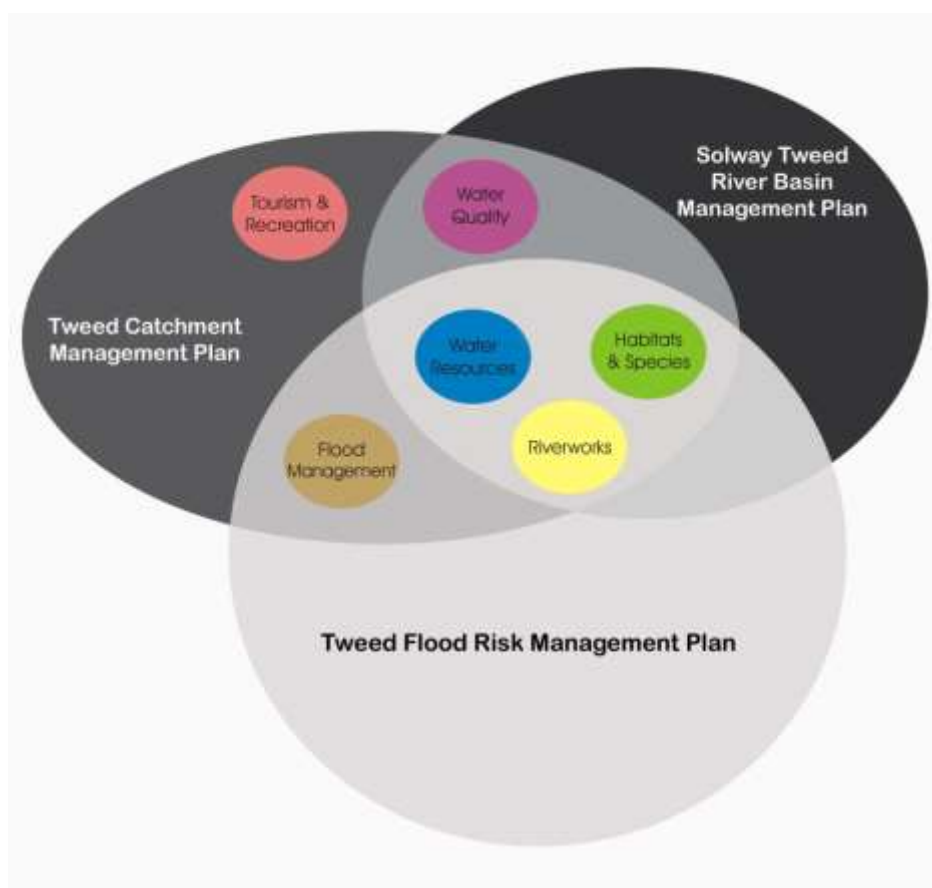 Solway Tweed
River Basin
Management Plan
Tourism &
Recreation
Water
Quality
Tweed Catchment
Management Plan
Water
Resources
Habitats
& Species
Flood
Management
Riverworks
Tweed Flood Risk Management Plan